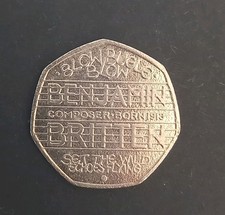 BLOW BUGLE
BLOW
BENJAMIN
COMPOSER · BORN 1913
BRITTEN
SET THE WILD
ECHOES FLYING